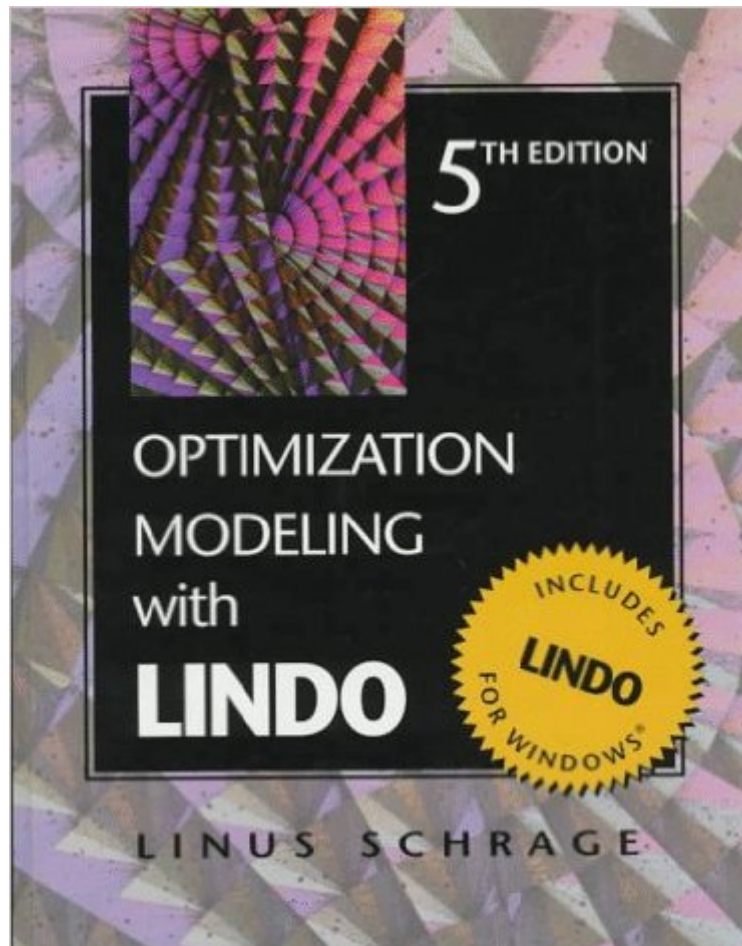 5TH EDITION
OPTIMIZATION
MODELING
with
LINDO
INCLUDES
LINDO
FOR WINDOWS®
LINUS SCHRAGE